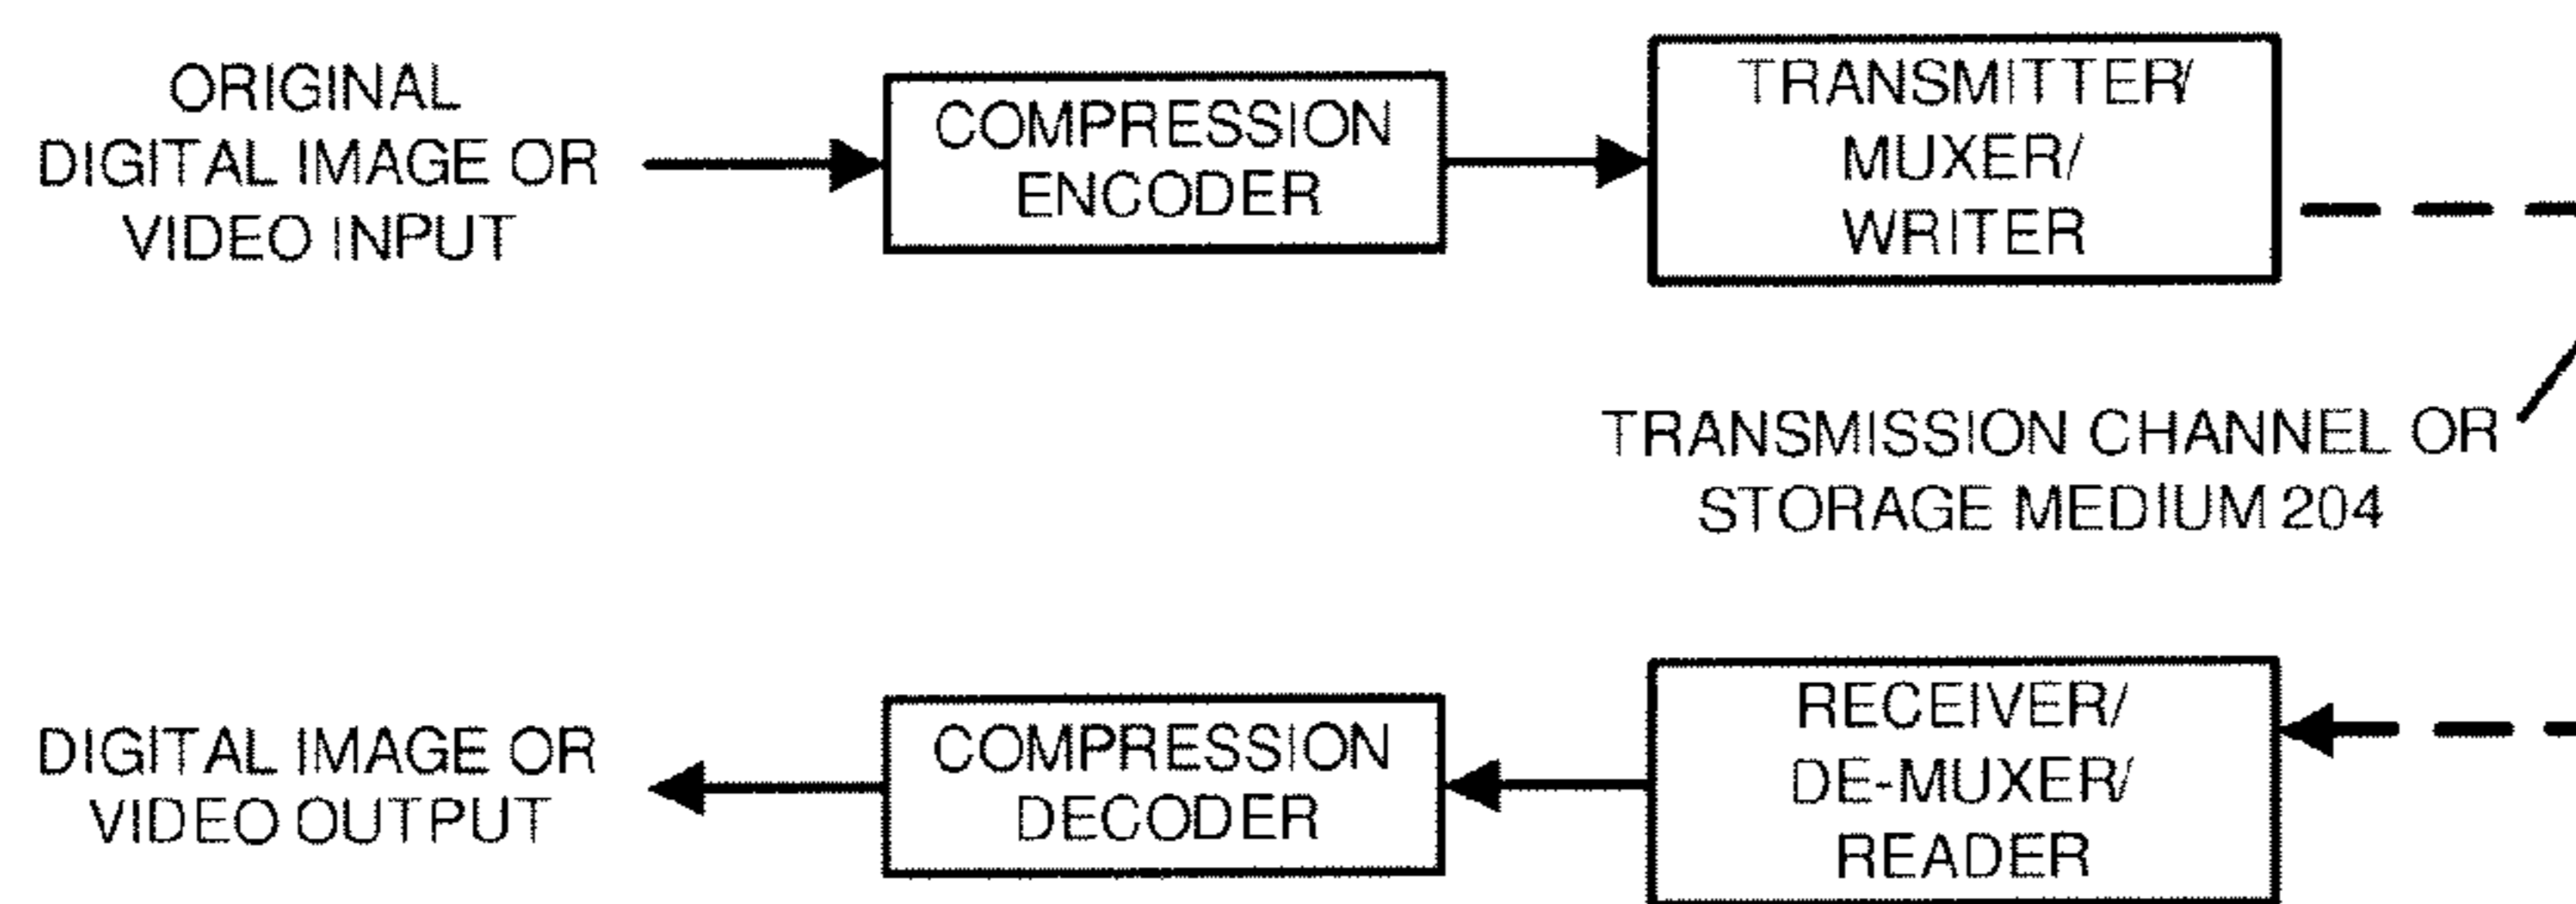 ORIGINAL
DIGITAL IMAGE OR
VIDEO INPUT
COMPRESSION
ENCODER
TRANSMITTER/
MUXER/
WRITER
TRANSMISSION CHANNEL OR
STORAGE MEDIUM 204
DIGITAL IMAGE OR
VIDEO OUTPUT
COMPRESSION
DECODER
RECEIVER/
DE-MUXER/
READER